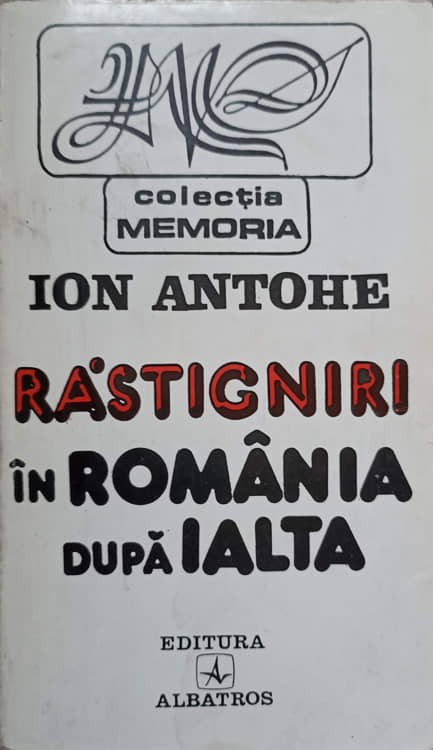 colecția
MEMORIA
ION ANTOHE
RĂSTIGNIRI
ÎN ROMÂNIA
DUPĂ IALTA
EDITURA
ALBATROS